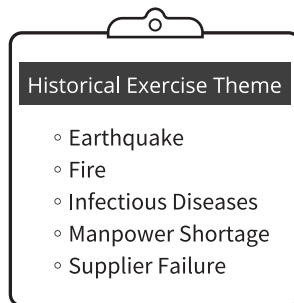 Historical Exercise Theme
◦ Earthquake
◦ Fire
◦ Infectious Diseases
◦ Manpower Shortage
◦ Supplier Failure